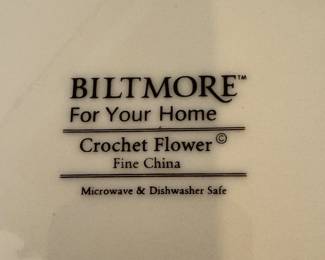 BILTMORE™
For Your Home
Crochet Flower©
Fine China
Microwave & Dishwasher Safe